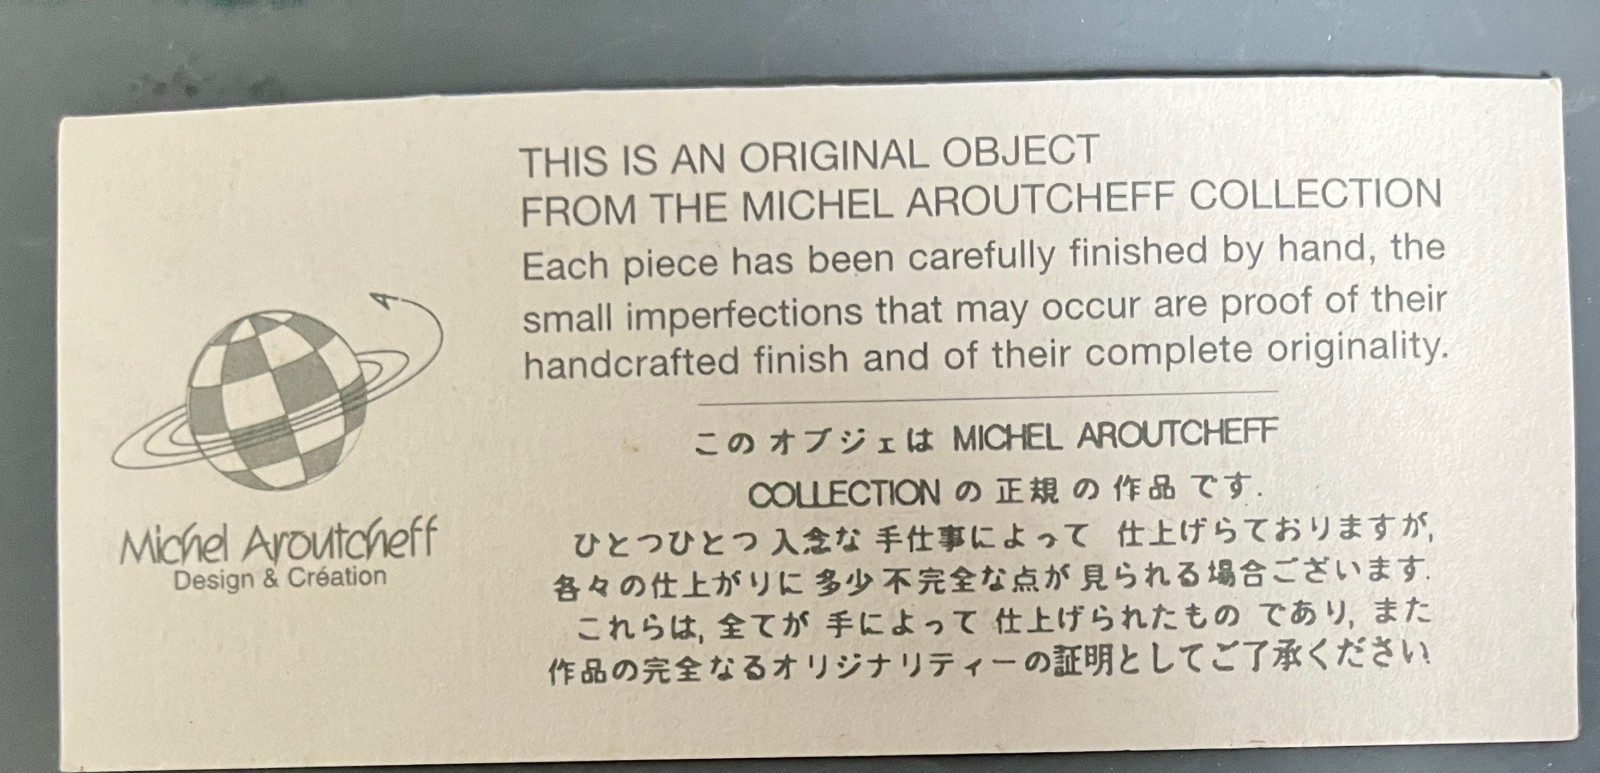 THIS IS AN ORIGINAL OBJECT
FROM THE MICHEL AROUTCHEFF COLLECTION
Each piece has been carefully finished by hand, the
small imperfections that may occur are proof of their
handcrafted finish and of their complete originality.
このオブジェは MICHEL AROUTCHEFF
COLLECTION の 正規 の 作品 です.
ひとつひとつ 入念な 手仕事によって 仕上げらておりますが,
各々の仕上がりに 多少 不完全な点が 見られる場合ございます.
これらは, 全てが 手によって 仕上げられたもの であり, また
作品の完全なるオリジナリティーの証明としてご了承ください
Michel Aroutcheff
Design & Création